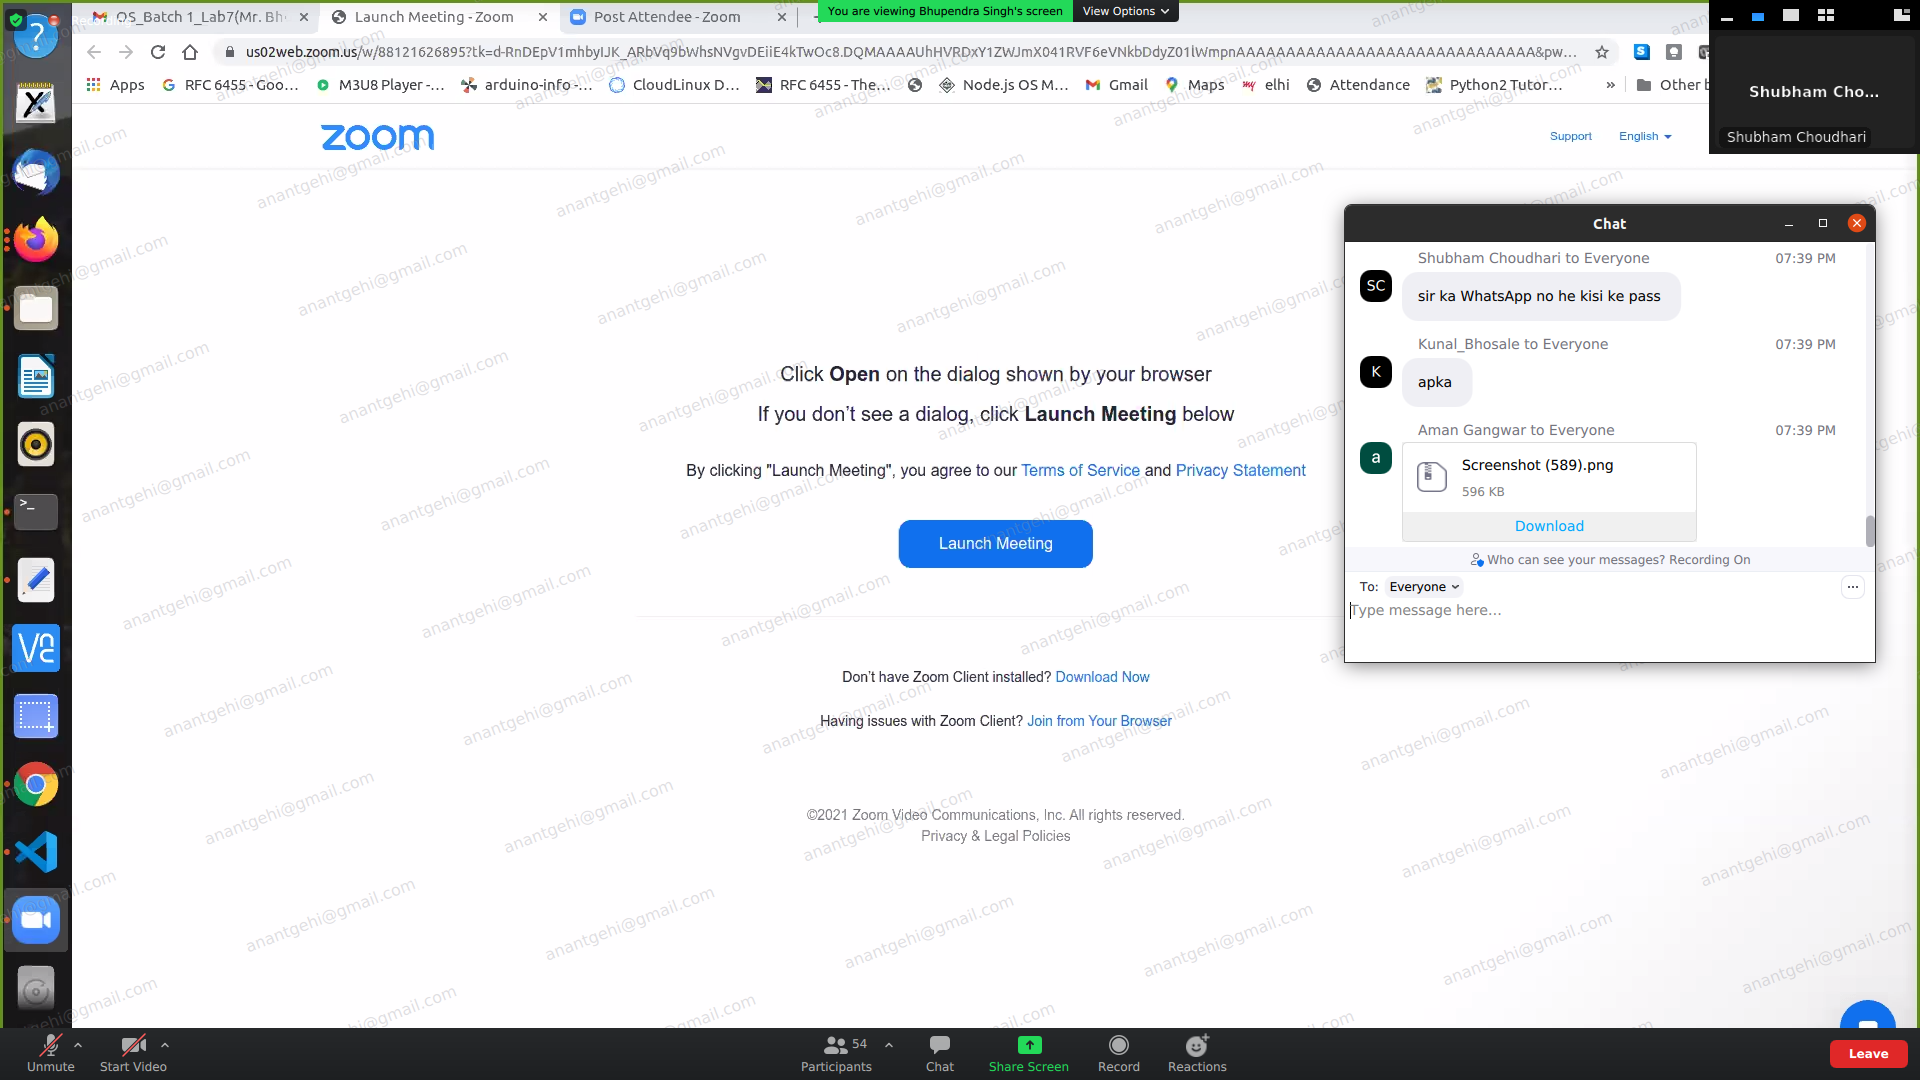 You are viewing Bhupendra Singh's screen
View Options
OS_Batch 1_Lab7(Mr. Bh
Launch Meeting - Zoom
Post Attendee - Zoom
Apps
RFC 6455 - Goo...
M3U8 Player -...
arduino-info -...
CloudLinux D...
RFC 6455 - The...
Node.js OS M...
Gmail
Maps
elhi
Attendance
Python2 Tutor...
»
Other b
Shubham Cho...
Shubham Choudhari
zoom
Support
English
Click Open on the dialog shown by your browser
If you don't see a dialog, click Launch Meeting below
By clicking "Launch Meeting", you agree to our Terms of Service and Privacy Statement
Launch Meeting
Don't have Zoom Client installed? Download Now
Having issues with Zoom Client? Join from Your Browser
©2021 Zoom Video Communications, Inc. All rights reserved.
Privacy & Legal Policies
anantgehi@gmail.com
Chat
Shubham Choudhari to Everyone 07:39 PM
SC
sir ka WhatsApp no he kisi ke pass
Kunal_Bhosale to Everyone 07:39 PM
K
apka
Aman Gangwar to Everyone 07:39 PM
a
Screenshot (589).png
596 KB
Download
Who can see your messages? Recording On
To: Everyone
Type message here...
Unmute
Start Video
54
Participants
Chat
Share Screen
Record
Reactions
Leave